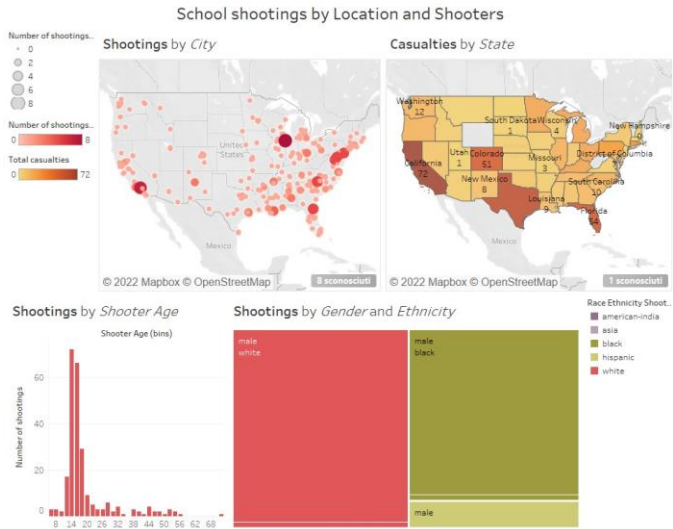 School shootings by Location and Shooters
Number of shootings..
0
2
4
6
8
Number of shootings..
0
8
Total casualties
0
72
Shootings by City
United States
Mexico
© 2022 Mapbox © OpenStreetMap
8 sconosciuti
Casualties by State
Washington
12
South Dakota
1
Wisconsin
4
New Hampshire
0
California
72
Utah
1
Colorado
51
Missouri
3
District of Columbia
New Mexico
8
South Carolina
10
Louisiana
9
Florida
54
Mexico
© 2022 Mapbox © OpenStreetMap
1 sconosciuti
Shootings by Shooter Age
Shooter Age (bins)
Number of shootings
60
40
20
0
8 14 20 26 32 38 44 50 56 62 68
Shootings by Gender and Ethnicity
male
white
male
black
male
Race Ethnicity Shoot..
american-india
asia
black
hispanic
white